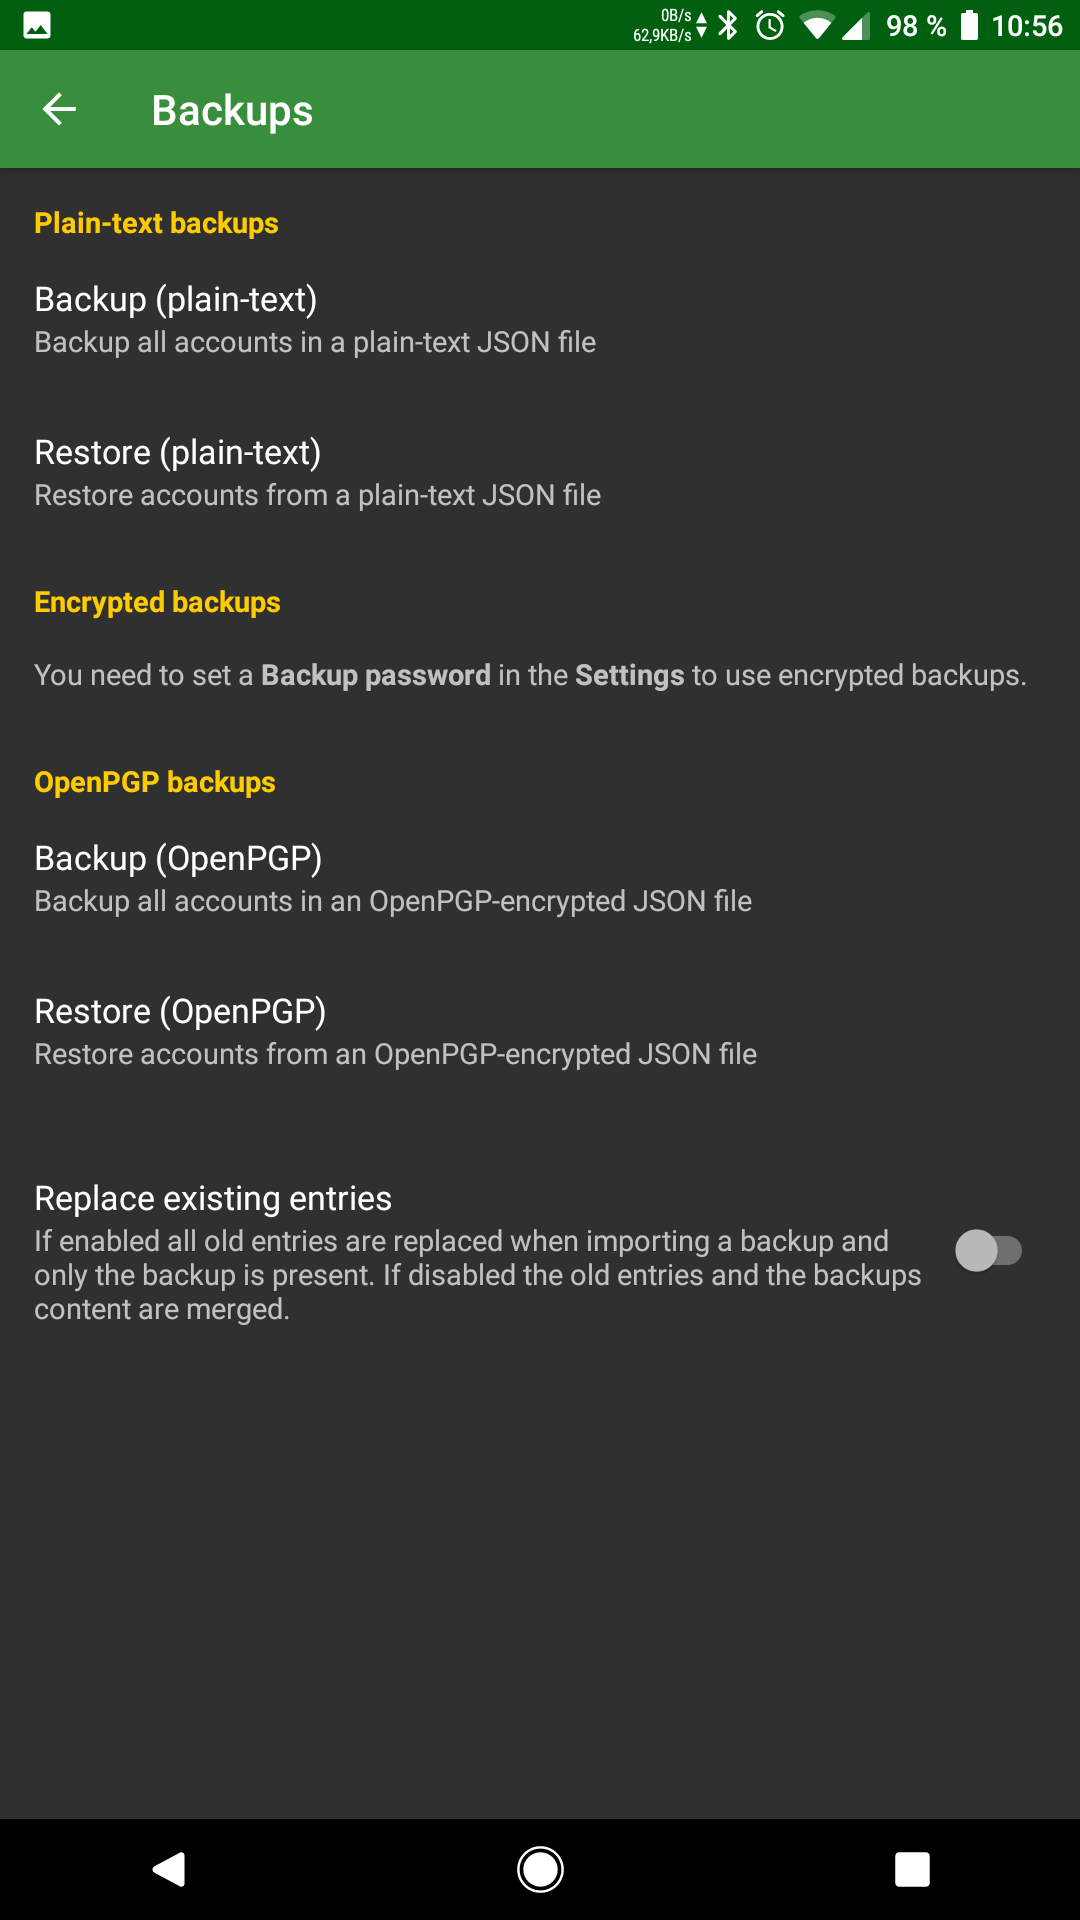 0B/s
62,9KB/s
98 %
10:56
Backups
Plain-text backups
Backup (plain-text)
Backup all accounts in a plain-text JSON file
Restore (plain-text)
Restore accounts from a plain-text JSON file
Encrypted backups
You need to set a Backup password in the Settings to use encrypted backups.
OpenPGP backups
Backup (OpenPGP)
Backup all accounts in an OpenPGP-encrypted JSON file
Restore (OpenPGP)
Restore accounts from an OpenPGP-encrypted JSON file
Replace existing entries
If enabled all old entries are replaced when importing a backup and
only the backup is present. If disabled the old entries and the backups
content are merged.